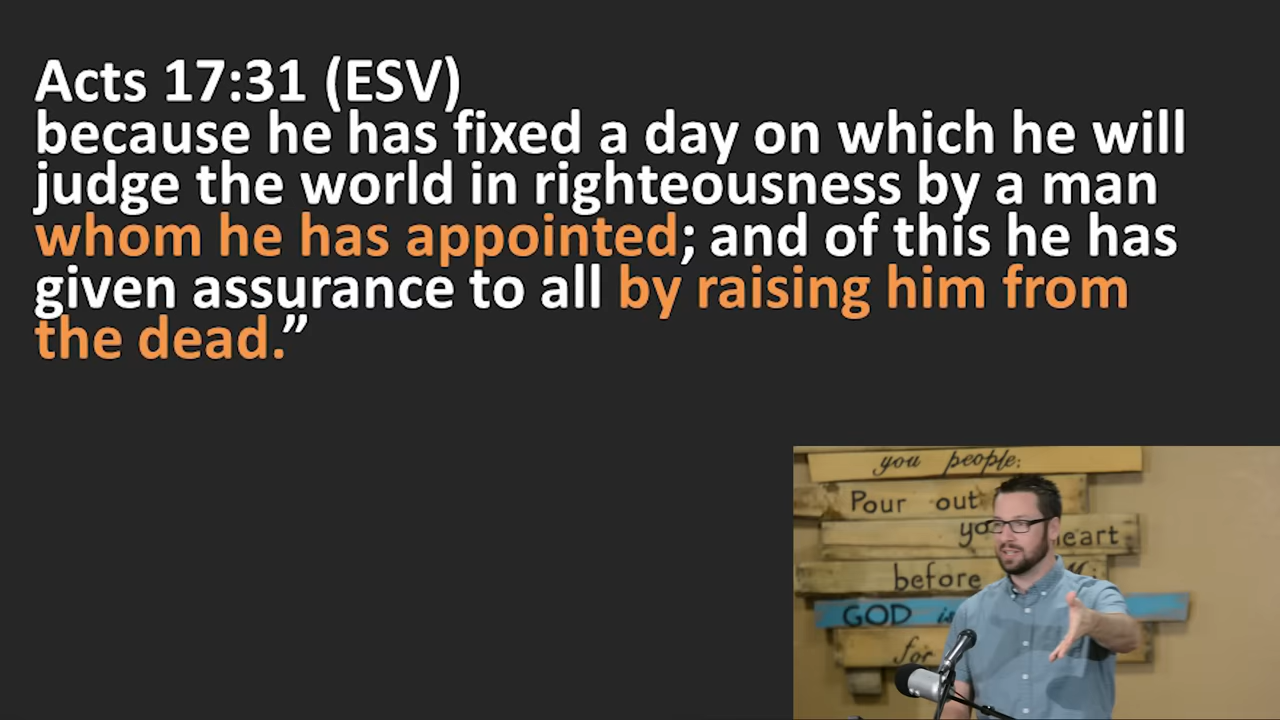 Acts 17:31 (ESV)
because he has fixed a day on which he will
judge the world in righteousness by a man
whom he has appointed; and of this he has
given assurance to all by raising him from
the dead.”
you people:
Pour out
heart
before
GOD is
for